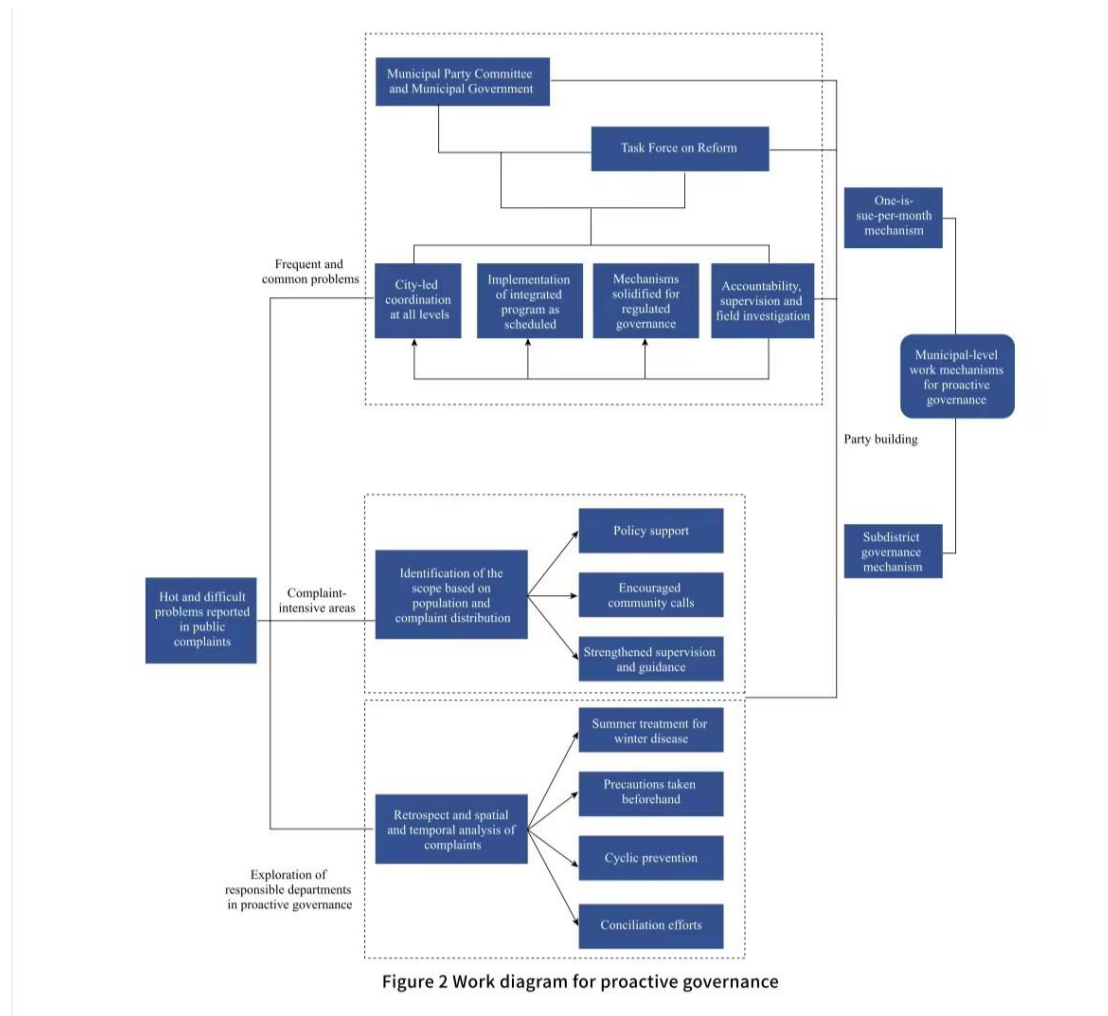 Municipal Party Committee
and Municipal Government
Task Force on Reform
One-is-
sue-per-month
mechanism
Frequent and
common problems
City-led
coordination
at all levels
Implementation
of integrated
program as
scheduled
Mechanisms
solidified for
regulated
governance
Accountability,
supervision and
field investigation
Municipal-level
work mechanisms
for proactive
governance
Party building
Subdistrict
governance
mechanism
Hot and difficult
problems reported
in public
complaints
Complaint-
intensive areas
Identification of the
scope based on
population and
complaint distribution
Policy support
Encouraged
community calls
Strengthened supervision
and guidance
Summer treatment for
winter disease
Precautions taken
beforehand
Retrospect and spatial
and temporal analysis of
complaints
Cyclic prevention
Conciliation efforts
Exploration of
responsible departments
in proactive governance
Figure 2 Work diagram for proactive governance